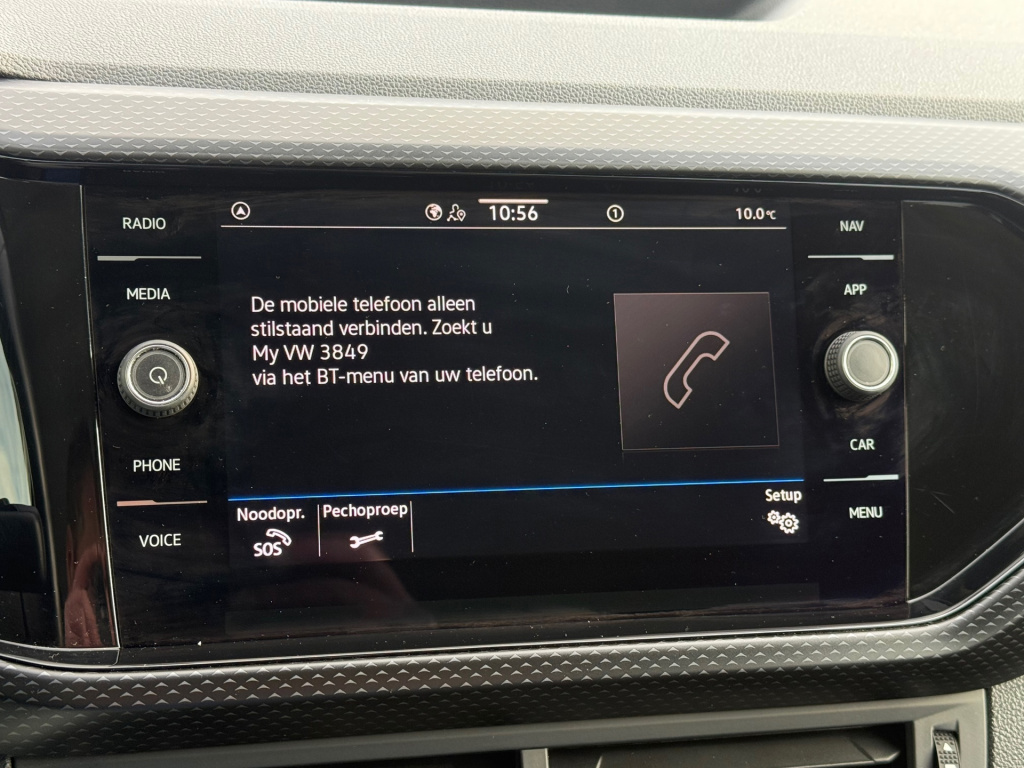 RADIO
MEDIA
PHONE
VOICE
10:56
1
10.0°C
De mobiele telefoon alleen
stilstaand verbinden. Zoekt u
My VW 3849
via het BT-menu van uw telefoon.
Noodopr.
SOS
Pechoproep
Setup
NAV
APP
CAR
MENU